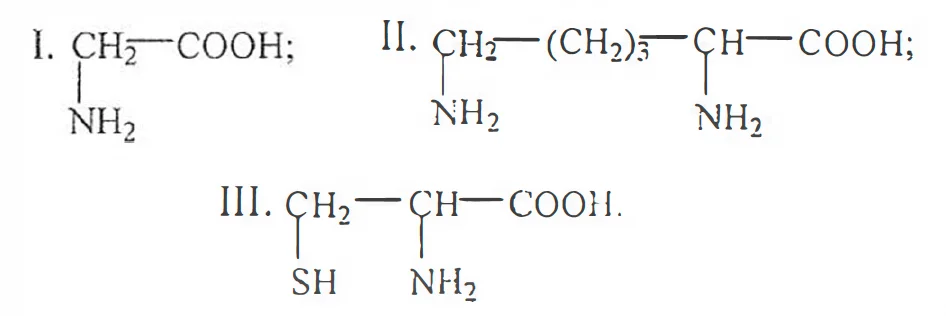 I. CH₂—COOH; II. CH₂—(CH₂)₃—CH—COOH;
NH₂ NH₂ NH₂
III. CH₂—CH—COOH.
SH NH₂